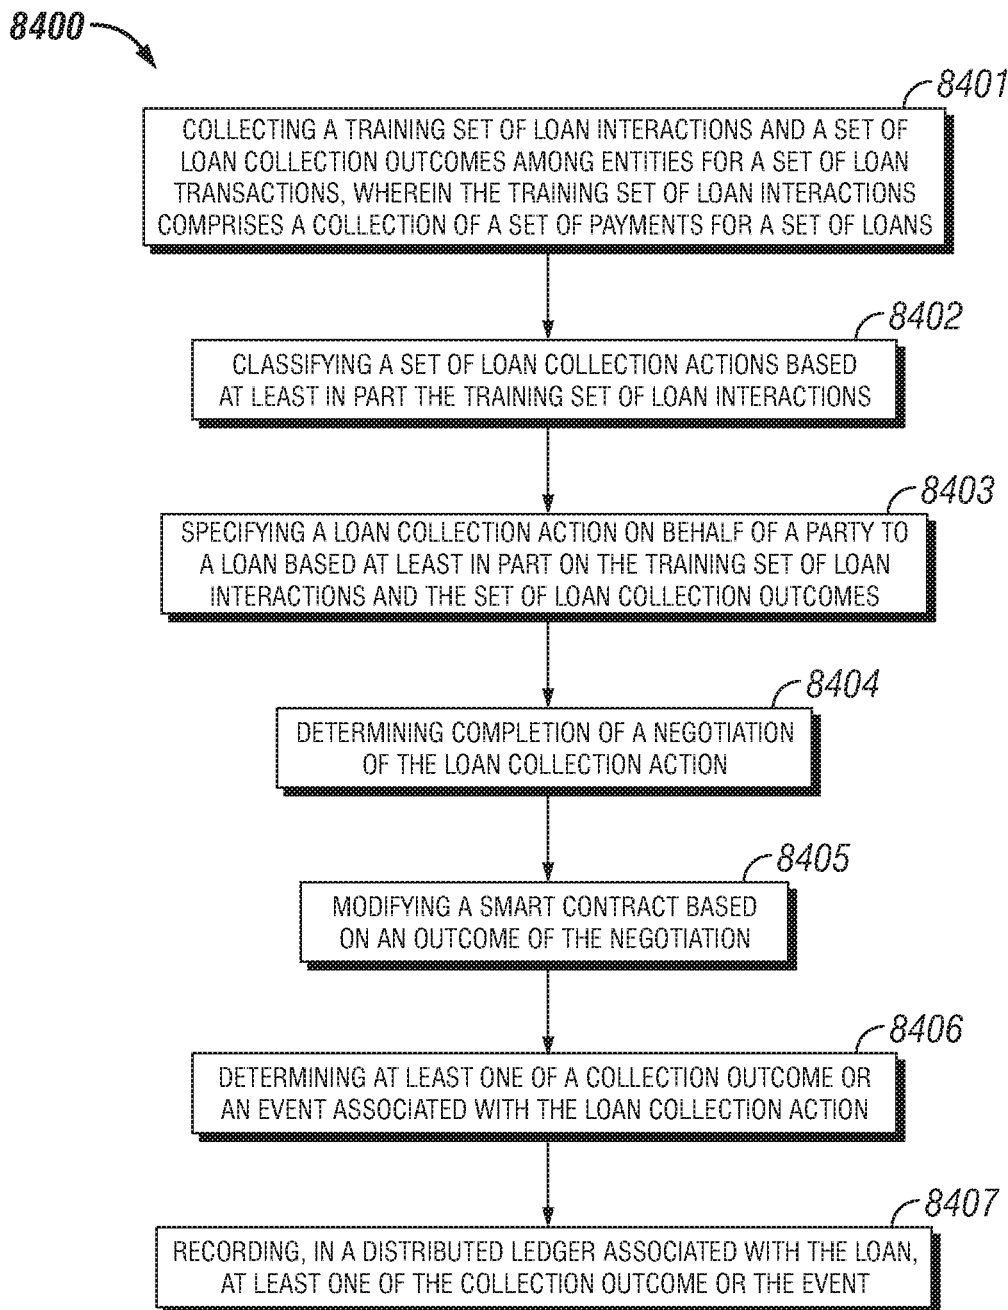 8400
8401
COLLECTING A TRAINING SET OF LOAN INTERACTIONS AND A SET OF
LOAN COLLECTION OUTCOMES AMONG ENTITIES FOR A SET OF LOAN
TRANSACTIONS, WHEREIN THE TRAINING SET OF LOAN INTERACTIONS
COMPRISES A COLLECTION OF A SET OF PAYMENTS FOR A SET OF LOANS
8402
CLASSIFYING A SET OF LOAN COLLECTION ACTIONS BASED
AT LEAST IN PART THE TRAINING SET OF LOAN INTERACTIONS
8403
SPECIFYING A LOAN COLLECTION ACTION ON BEHALF OF A PARTY TO
A LOAN BASED AT LEAST IN PART ON THE TRAINING SET OF LOAN
INTERACTIONS AND THE SET OF LOAN COLLECTION OUTCOMES
8404
DETERMINING COMPLETION OF A NEGOTIATION
OF THE LOAN COLLECTION ACTION
8405
MODIFYING A SMART CONTRACT BASED
ON AN OUTCOME OF THE NEGOTIATION
8406
DETERMINING AT LEAST ONE OF A COLLECTION OUTCOME OR
AN EVENT ASSOCIATED WITH THE LOAN COLLECTION ACTION
8407
RECORDING, IN A DISTRIBUTED LEDGER ASSOCIATED WITH THE LOAN,
AT LEAST ONE OF THE COLLECTION OUTCOME OR THE EVENT